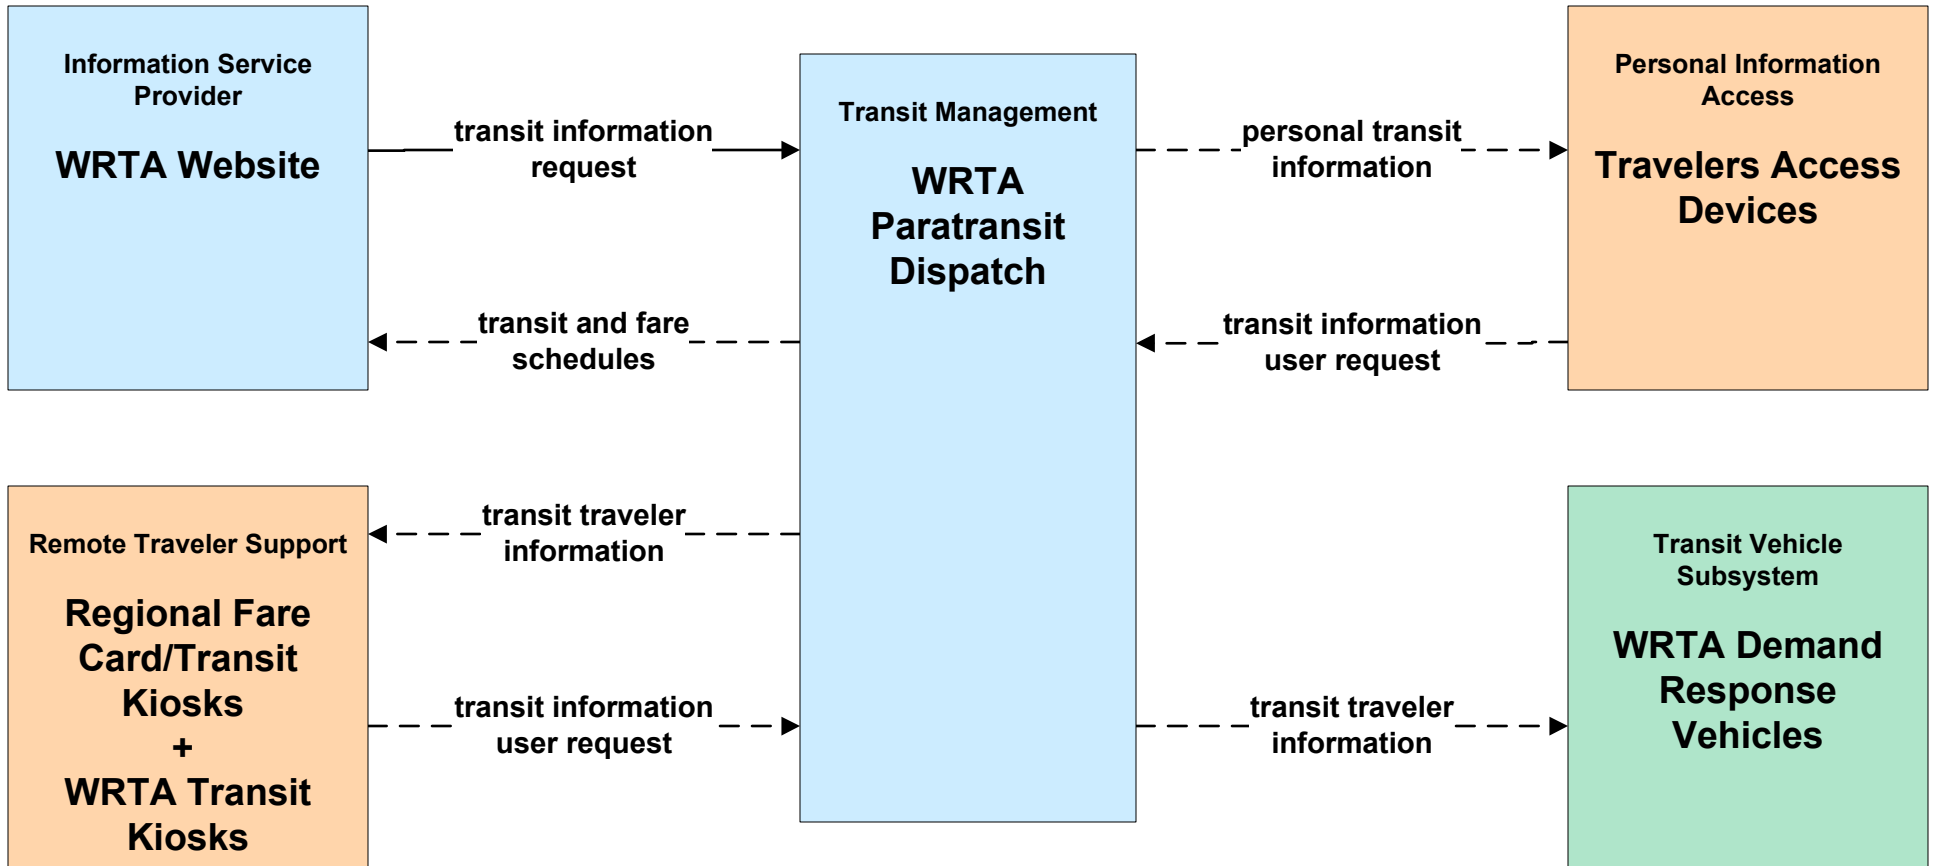 Information Service
Provider
WRTA Website
transit information
request
transit and fare
schedules
Transit Management
WRTA
Paratransit
Dispatch
personal transit
information
transit information
user request
Personal Information
Access
Travelers Access
Devices
Remote Traveler Support
Regional Fare
Card/Transit
Kiosks
+
WRTA Transit
Kiosks
transit traveler
information
transit information
user request
transit traveler
information
Transit Vehicle
Subsystem
WRTA Demand
Response
Vehicles